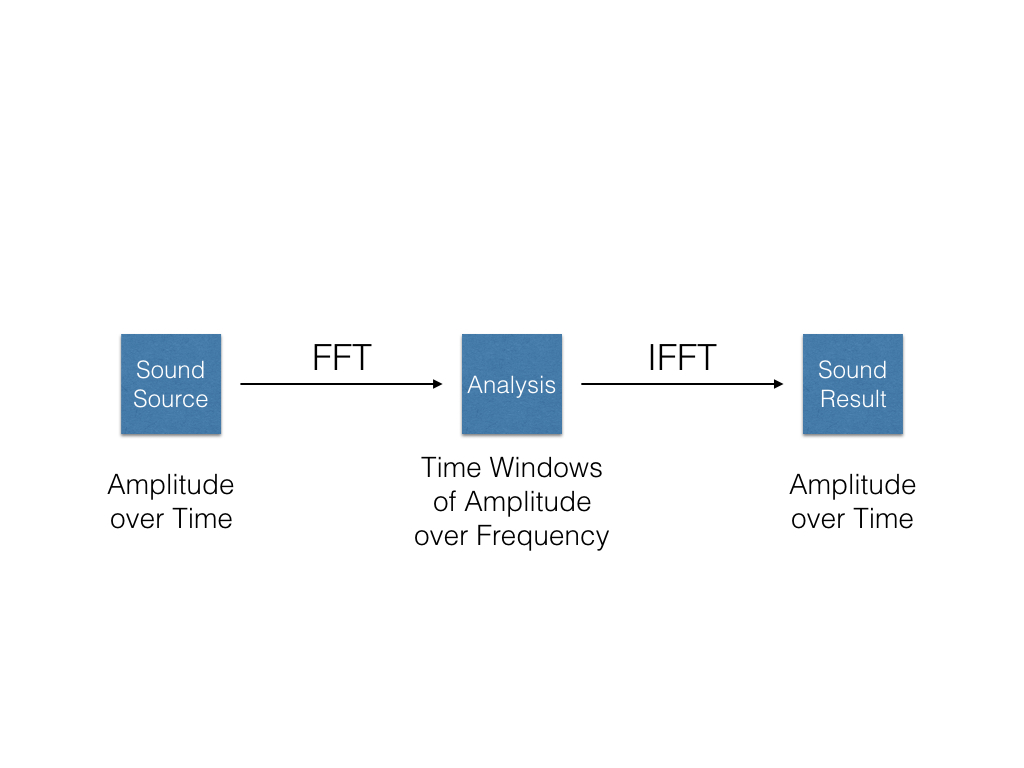 Sound
Source
FFT
Analysis
IFFT
Sound
Result
Amplitude
over Time
Time Windows
of Amplitude
over Frequency
Amplitude
over Time